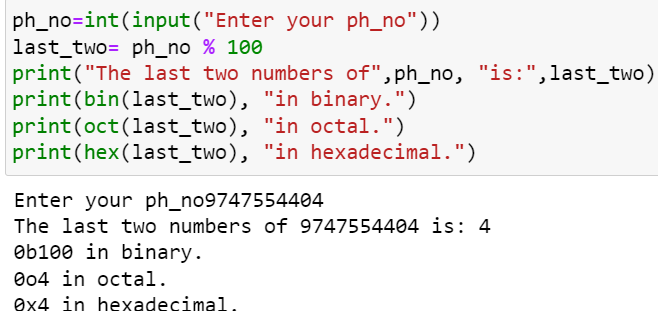 ph_no=int(input("Enter your ph_no"))
last_two= ph_no % 100
print("The last two numbers of",ph_no, "is:",last_two)
print(bin(last_two), "in binary.")
print(oct(last_two), "in octal.")
print(hex(last_two), "in hexadecimal.")
Enter your ph_no9747554404
The last two numbers of 9747554404 is: 4
0b100 in binary.
0o4 in octal.
0x4 in hexadecimal.